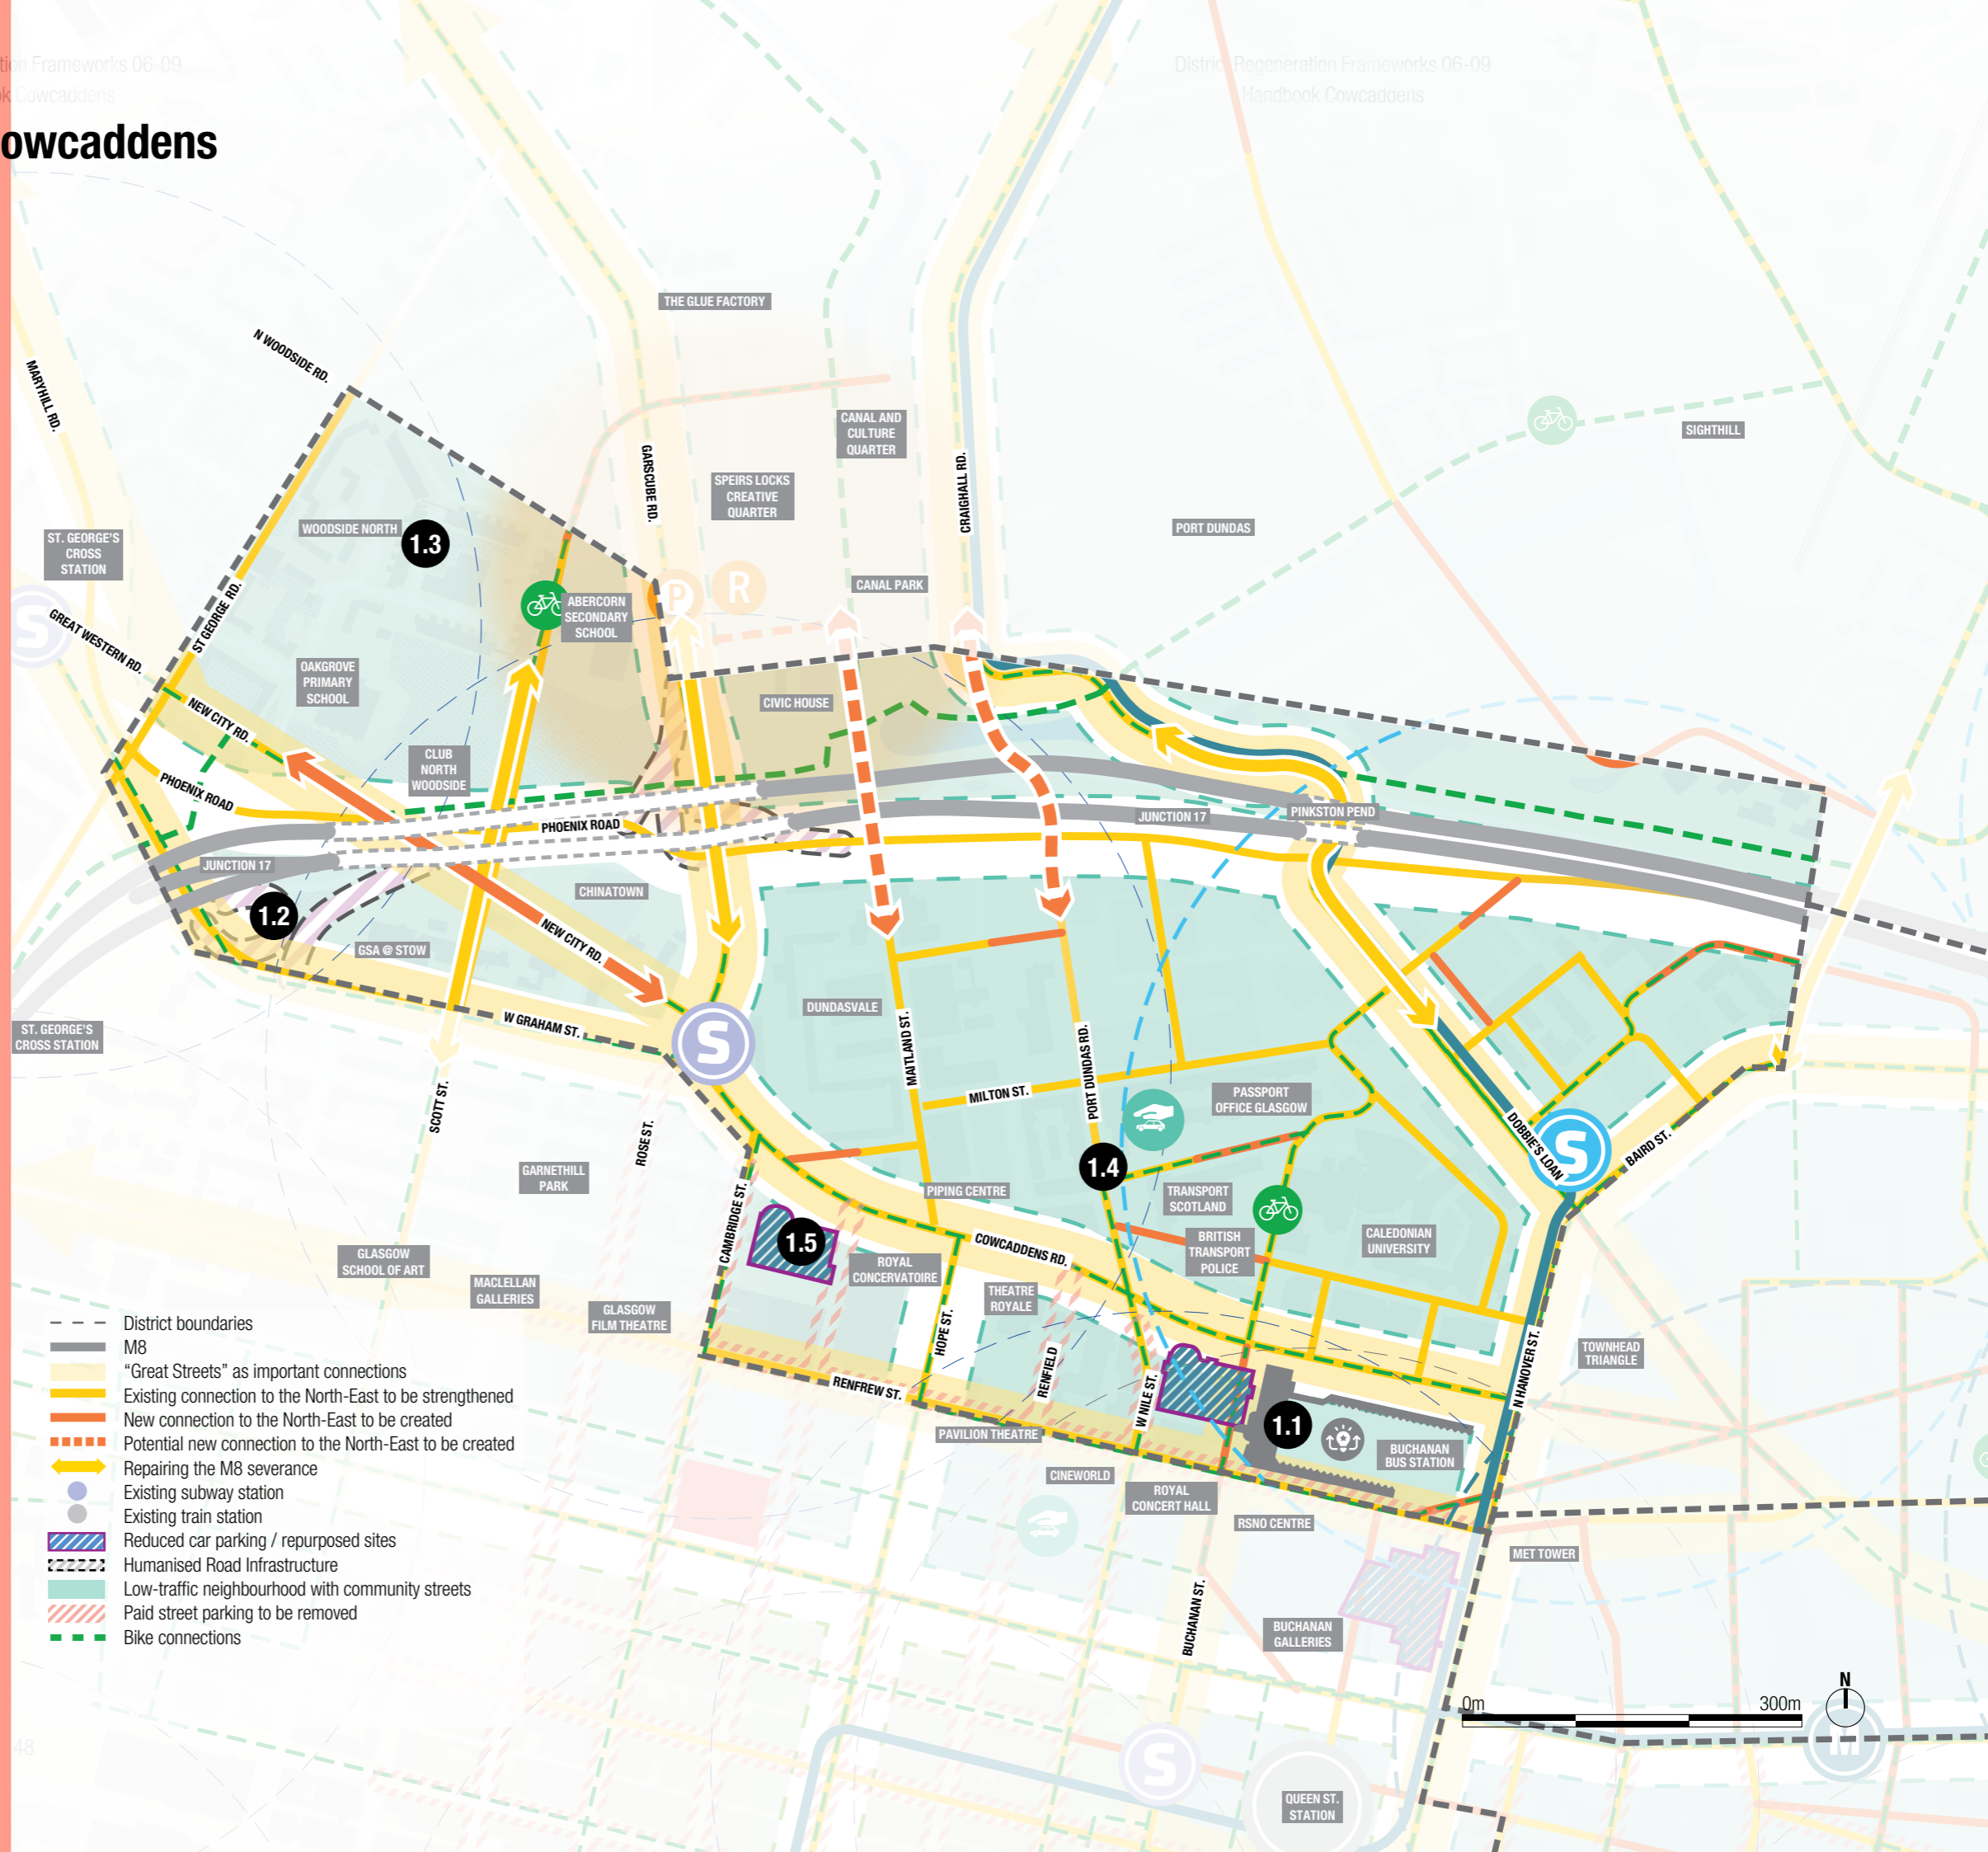 tion Frameworks 06-09
District Regeneration Frameworks 06-09
k Cowcaddens
Handbook Cowcaddens
owcaddens
THE GLUE FACTORY
N WOODSIDE RD.
MARYHILL RD.
CANAL AND
CULTURE
QUARTER
SIGHTHILL
GARSCUBE RD.
CRAIGHALL RD.
SPEIRS LOCKS
CREATIVE
QUARTER
WOODSIDE NORTH
1.3
PORT DUNDAS
ST. GEORGE'S
CROSS
STATION
S
P
R
CANAL PARK
ABERCORN
SECONDARY
SCHOOL
ST GEORGE RD.
GREAT WESTERN RD.
OAKGROVE
PRIMARY
SCHOOL
CIVIC HOUSE
NEW CITY RD.
CLUB
NORTH
WOODSIDE
PHOENIX ROAD
PHOENIX ROAD
JUNCTION 17
PINKSTON PEND
JUNCTION 17
CHINATOWN
1.2
GSA @ STOW
NEW CITY RD.
DUNDASVALE
ST. GEORGE'S
CROSS STATION
W GRAHAM ST.
S
MAITLAND ST.
PORT DUNDAS RD.
MILTON ST.
PASSPORT
OFFICE GLASGOW
SCOTT ST.
ROSE ST.
DOBBIE'S LOAN
S
BAIRD ST.
GARNETHILL
PARK
1.4
PIPING CENTRE
TRANSPORT
SCOTLAND
CAMBRIDGE ST.
1.5
COWCADDENS RD.
BRITISH
TRANSPORT
POLICE
CALEDONIAN
UNIVERSITY
GLASGOW
SCHOOL OF ART
MACLELLAN
GALLERIES
ROYAL
CONCERVATOIRE
THEATRE
ROYALE
GLASGOW
FILM THEATRE
HOPE ST.
RENFIELD
W NILE ST.
N HANOVER ST.
TOWNHEAD
TRIANGLE
RENFREW ST.
1.1
PAVILION THEATRE
BUCHANAN
BUS STATION
CINEWORLD
ROYAL
CONCERT HALL
RSNO CENTRE
MET TOWER
BUCHANAN ST.
BUCHANAN
GALLERIES
District boundaries
M8
“Great Streets” as important connections
Existing connection to the North-East to be strengthened
New connection to the North-East to be created
Potential new connection to the North-East to be created
Repairing the M8 severance
Existing subway station
Existing train station
Reduced car parking / repurposed sites
Humanised Road Infrastructure
Low-traffic neighbourhood with community streets
Paid street parking to be removed
Bike connections
0m
300m
N
M
S
QUEEN ST.
STATION
48